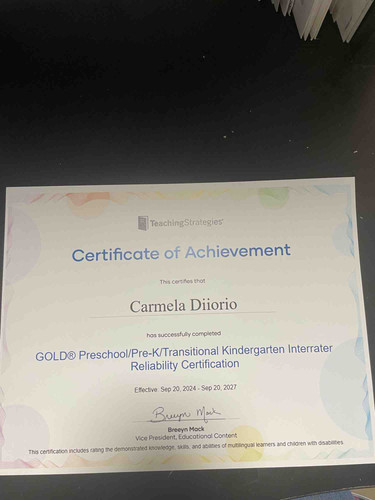 TeachingStrategies®
Certificate of Achievement
This certifies that
Carmela Diiorio
has successfully completed
GOLD® Preschool/Pre-K/Transitional Kindergarten Interrater
Reliability Certification
Effective: Sep 20, 2024 - Sep 20, 2027
Breeyn Mack
Breeyn Mack
Vice President, Educational Content
This certification includes rating the demonstrated knowledge, skills, and abilities of multilingual learners and children with disabilities